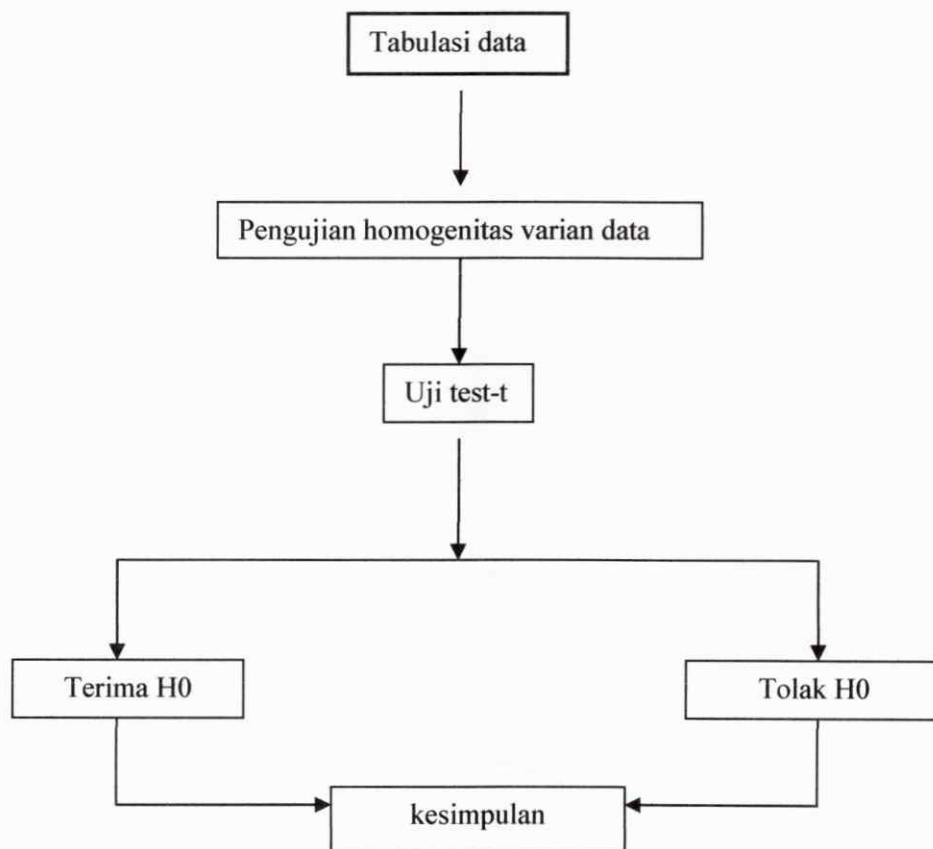 Tabulasi data
Pengujian homogenitas varian data
Uji test-t
Terima H0
Tolak H0
kesimpulan